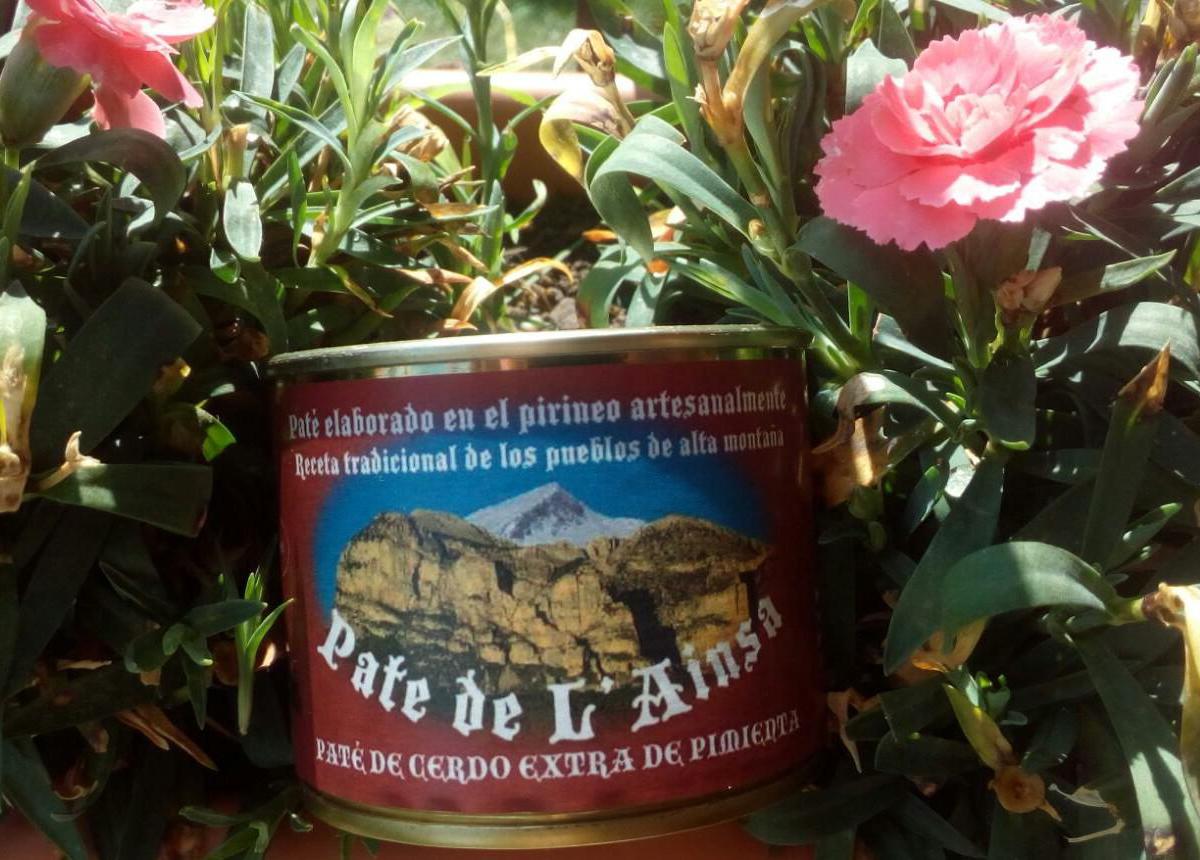 Paté elaborado en el pirineo artesanalmente
Receta tradicional de los pueblos de alta montaña
Pate de L'Ainsa
PATÉ DE CERDO EXTRA DE PIMIENTA